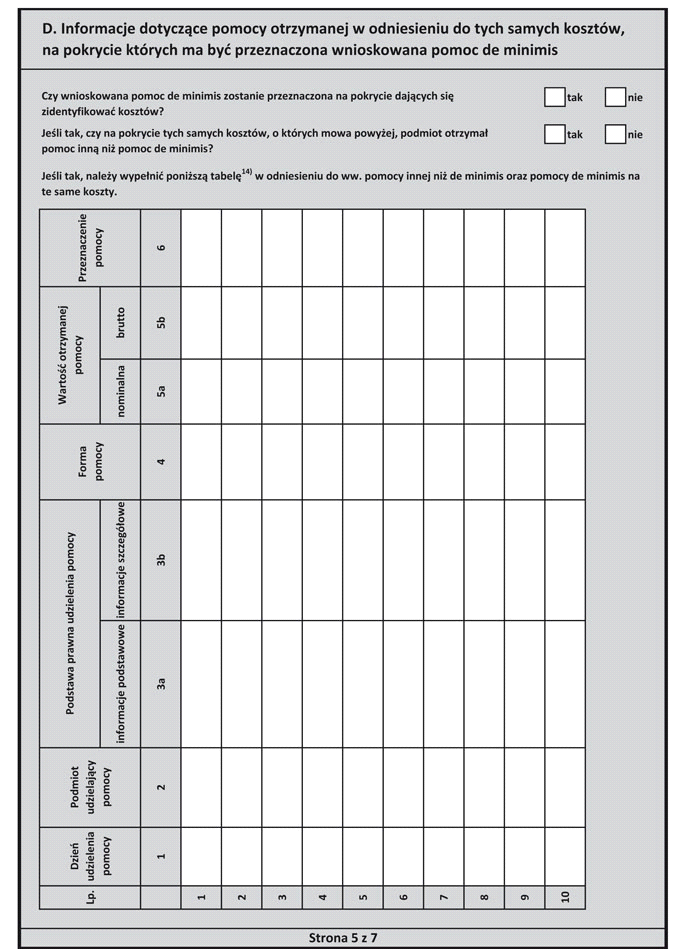 D. Informacje dotyczące pomocy otrzymanej w odniesieniu do tych samych kosztów,
na pokrycie których ma być przeznaczona wnioskowana pomoc de minimis
Czy wnioskowana pomoc de minimis zostanie przeznaczona na pokrycie dających się
zidentyfikować kosztów?
tak nie
Jeśli tak, czy na pokrycie tych samych kosztów, o których mowa powyżej, podmiot otrzymał
pomoc inną niż pomoc de minimis?
tak nie
Jeśli tak, należy wypełnić poniższą tabelę14) w odniesieniu do ww. pomocy innej niż de minimis oraz pomocy de minimis na
te same koszty.
Lp.
Dzień
udzielenia
pomocy
Podmiot
udzielający
pomocy
Podstawa prawna udzielenia pomocy
informacje podstawowe
informacje szczegółowe
Forma
pomocy
Wartość otrzymanej
pomocy
nominalna
brutto
Przeznaczenie
pomocy
1 2 3a 3b 4 5a 5b 6
1
2
3
4
5
6
7
8
9
10
Strona 5 z 7